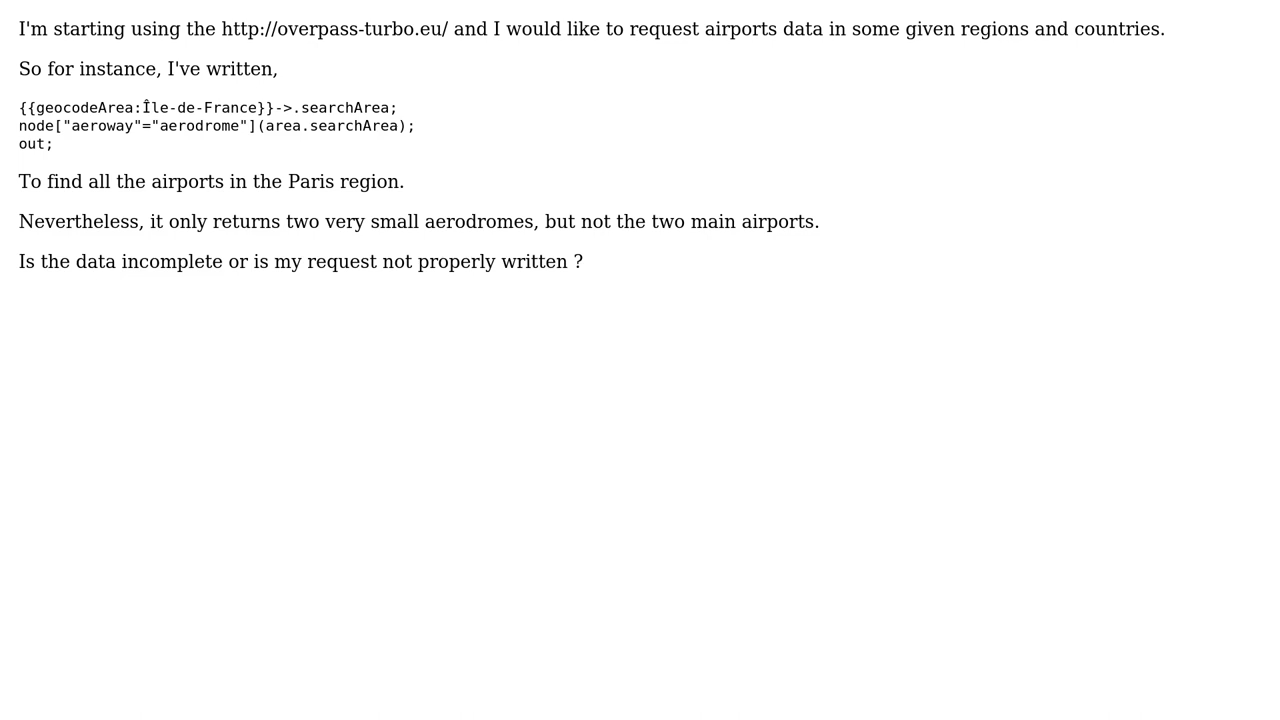 I'm starting using the http://overpass-turbo.eu/ and I would like to request airports data in some given regions and countries.
So for instance, I've written,
{{geocodeArea:Île-de-France}}->.searchArea;
node["aeroway"="aerodrome"](area.searchArea);
out;
To find all the airports in the Paris region.
Nevertheless, it only returns two very small aerodromes, but not the two main airports.
Is the data incomplete or is my request not properly written ?